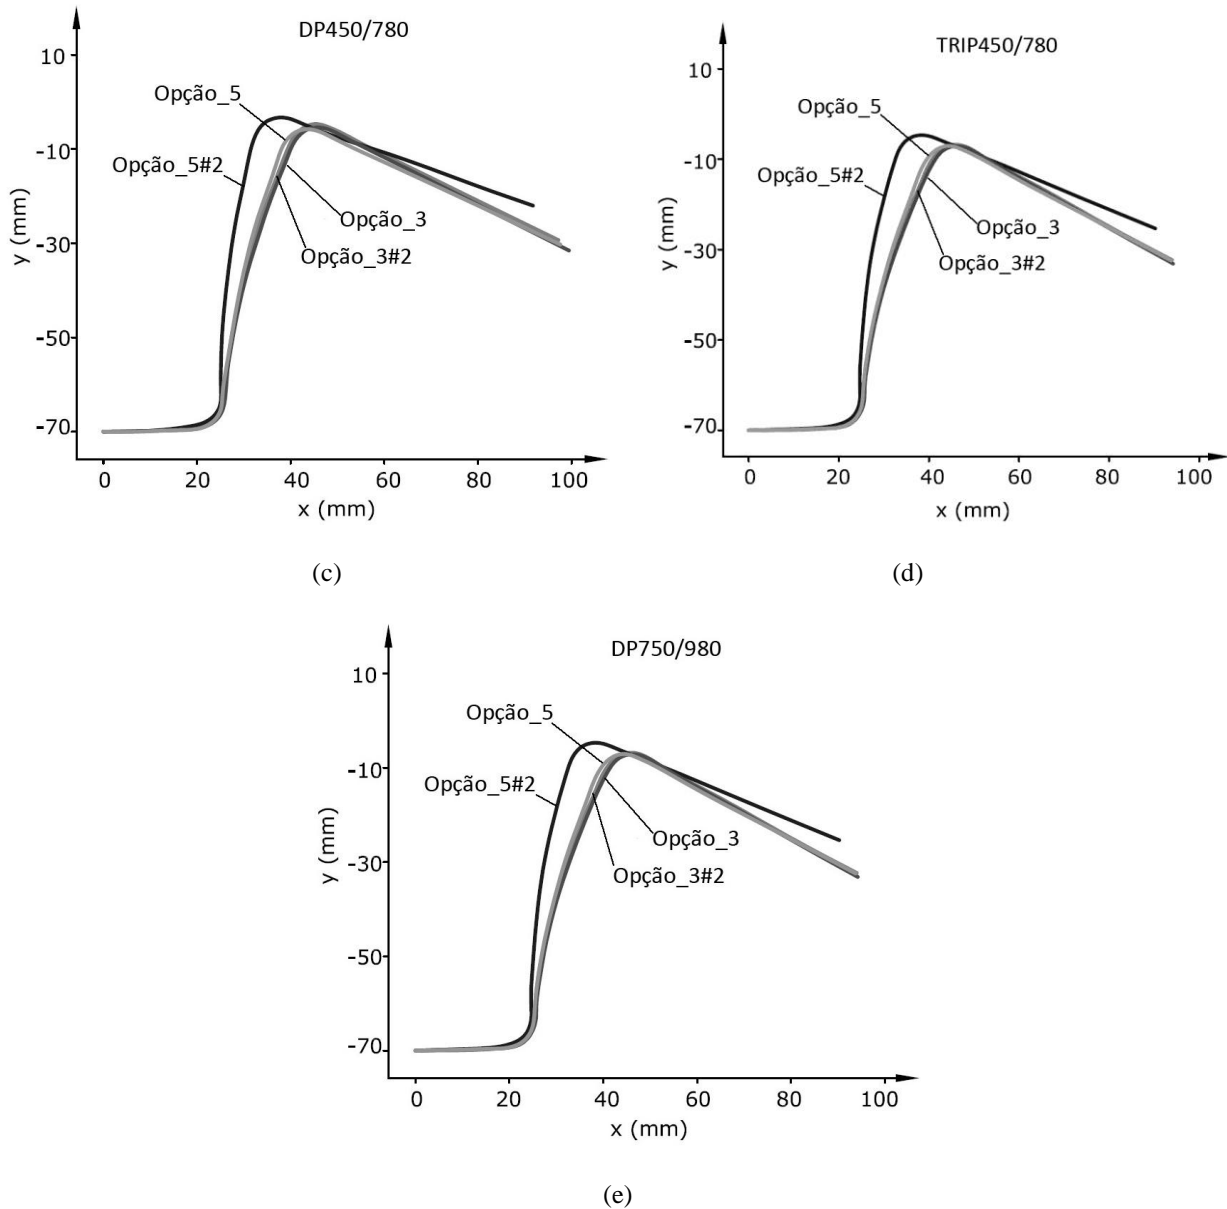 DP450/780
10
Opção_5
-10
Opção_5#2
Opção_3
-30
Opção_3#2
-50
-70
y (mm)
0 20 40 60 80 100
x (mm)
(c)
TRIP450/780
10
Opção_5
-10
Opção_5#2
Opção_3
-30
Opção_3#2
-50
-70
y (mm)
0 20 40 60 80 100
x (mm)
(d)
DP750/980
10
Opção_5
-10
Opção_5#2
Opção_3
-30
Opção_3#2
-50
-70
y (mm)
0 20 40 60 80 100
x (mm)
(e)